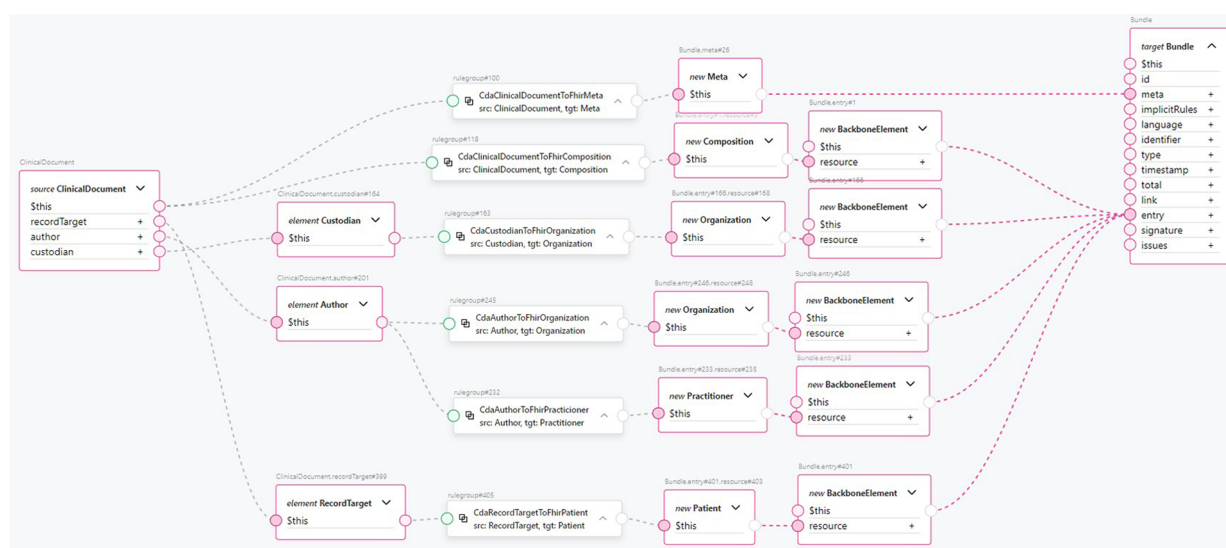 ClinicalDocument
source ClinicalDocument
$this
recordTarget +
author +
custodian +
ClinicalDocument.custodian#164
element Custodian
$this
ClinicalDocument.author#201
element Author
$this
ClinicalDocument.recordTarget#399
element RecordTarget
$this
rulegroup#100
CdaClinicalDocumentToFhirMeta
src: ClinicalDocument, tgt: Meta
rulegroup#118
CdaClinicalDocumentToFhirComposition
src: ClinicalDocument, tgt: Composition
rulegroup#163
CdaCustodianToFhirOrganization
src: Custodian, tgt: Organization
rulegroup#245
CdaAuthorToFhirOrganization
src: Author, tgt: Organization
rulegroup#232
CdaAuthorToFhirPracticioner
src: Author, tgt: Practitioner
rulegroup#405
CdaRecordTargetToFhirPatient
src: RecordTarget, tgt: Patient
Bundle.meta#26
new Meta
$this
new Composition
$this
Bundle.entry#166.resource#168
new Organization
$this
Bundle.entry#246.resource#248
new Organization
$this
Bundle.entry#233.resource#235
new Practitioner
$this
Bundle.entry#401.resource#403
new Patient
$this
Bundle.entry#1
new BackboneElement
$this
resource +
Bundle.entry#166
new BackboneElement
$this
resource +
Bundle.entry#246
new BackboneElement
$this
resource +
Bundle.entry#233
new BackboneElement
$this
resource +
Bundle.entry#401
new BackboneElement
$this
resource +
Bundle
target Bundle
$this
id
meta +
implicitRules +
language +
identifier +
type +
timestamp +
total +
link +
entry +
signature +
issues +